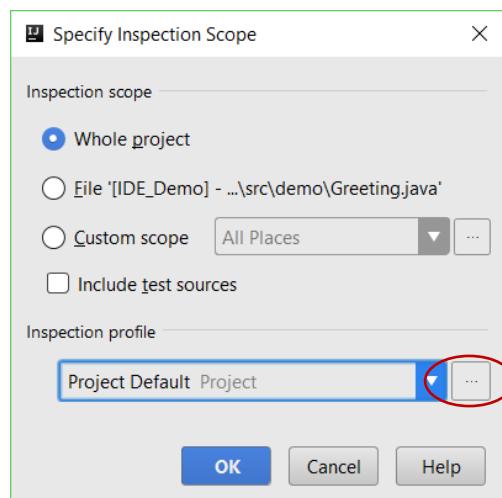 IJ Specify Inspection Scope
Inspection scope
Whole project
File '[IDE_Demo] - ...\src\demo\Greeting.java'
Custom scope All Places ...
Include test sources
Inspection profile
Project Default Project ...
OK Cancel Help